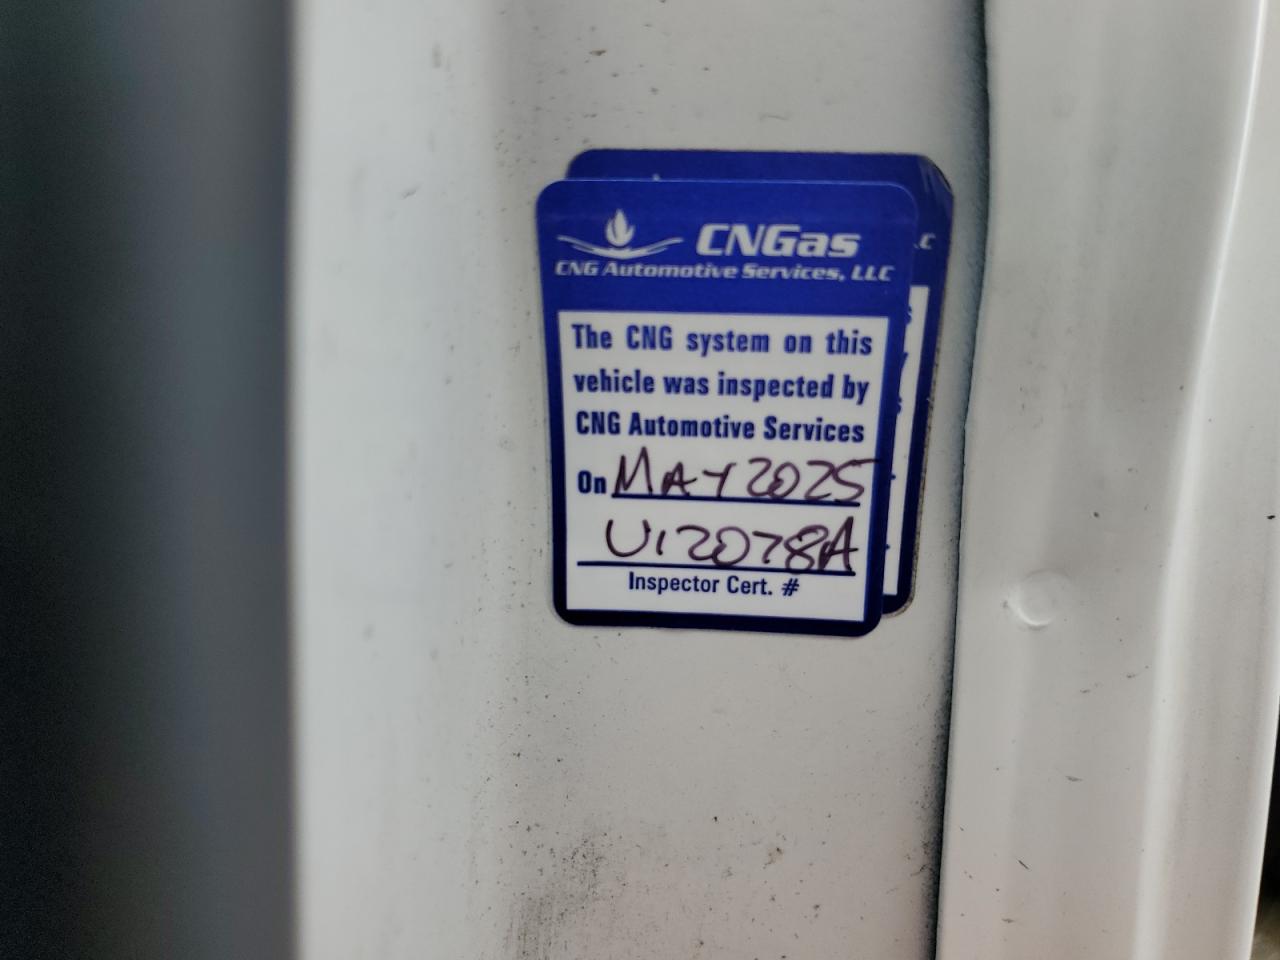 CNGas
CNG Automotive Services, LLC
The CNG system on this
vehicle was inspected by
CNG Automotive Services
On MAY 2025
U12078A
Inspector Cert. #